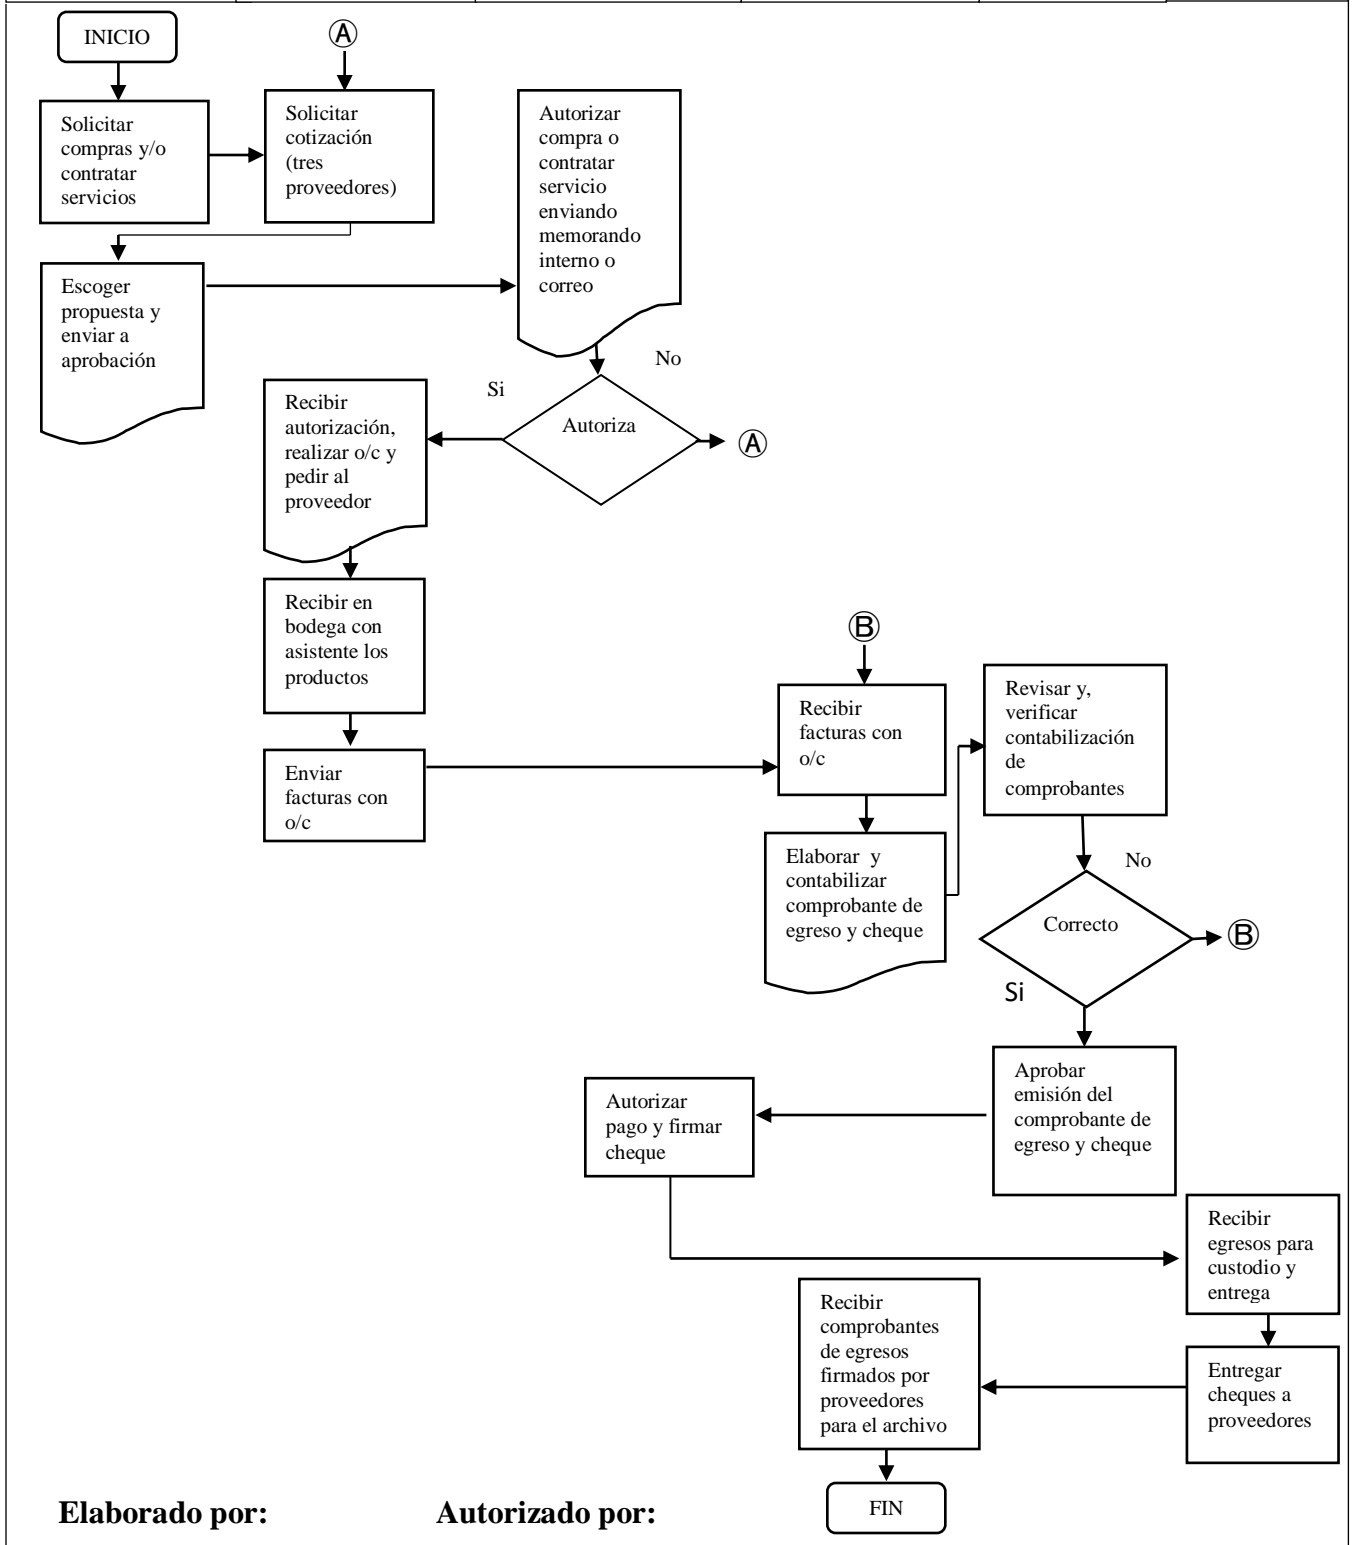 INICIO
Ⓐ
Solicitar
compras y/o
contratar
servicios
Solicitar
cotización
(tres
proveedores)
Autorizar
compra o
contratar
servicio
enviando
memorando
interno o
correo
Escoger
propuesta y
enviar a
aprobación
No
Si
Autoriza
Ⓐ
Recibir
autorización,
realizar o/c y
pedir al
proveedor
Recibir en
bodega con
asistente los
productos
Enviar
facturas con
o/c
Ⓑ
Recibir
facturas con
o/c
Revisar y,
verificar
contabilización
de
comprobantes
Elaborar  y
contabilizar
comprobante de
egreso y cheque
No
Correcto
Ⓑ
Si
Aprobar
emisión del
comprobante de
egreso y cheque
Autorizar
pago y firmar
cheque
Recibir
egresos para
custodio y
entrega
Entregar
cheques a
proveedores
Recibir
comprobantes
de egresos
firmados por
proveedores
para el archivo
FIN
Elaborado por:
Autorizado por: